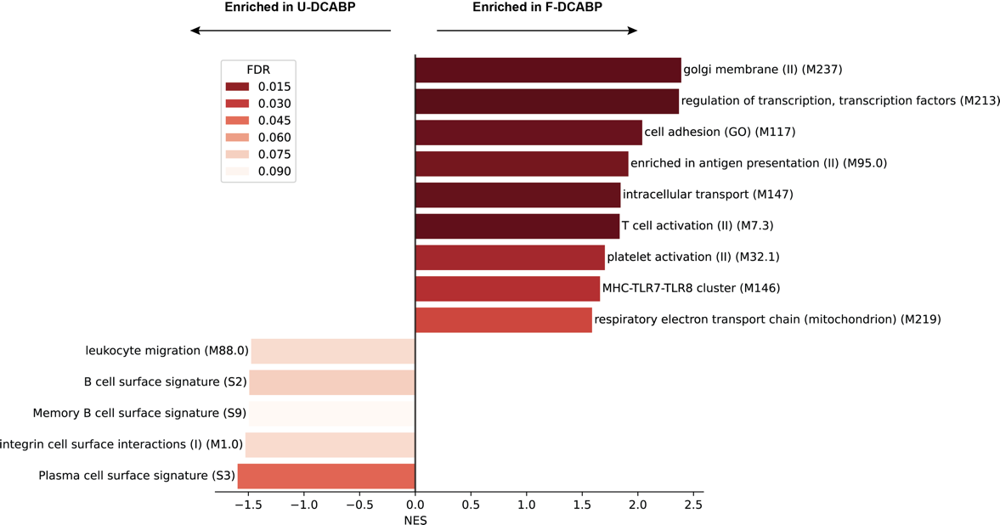 Enriched in U-DCABP
Enriched in F-DCABP
FDR
0.015
0.030
0.045
0.060
0.075
0.090
golgi membrane (II) (M237)
regulation of transcription, transcription factors (M213)
cell adhesion (GO) (M117)
enriched in antigen presentation (II) (M95.0)
intracellular transport (M147)
T cell activation (II) (M7.3)
platelet activation (II) (M32.1)
MHC-TLR7-TLR8 cluster (M146)
respiratory electron transport chain (mitochondrion) (M219)
leukocyte migration (M88.0)
B cell surface signature (S2)
Memory B cell surface signature (S9)
integrin cell surface interactions (I) (M1.0)
Plasma cell surface signature (S3)
−1.5 −1.0 −0.5 0.0 0.5 1.0 1.5 2.0 2.5
NES